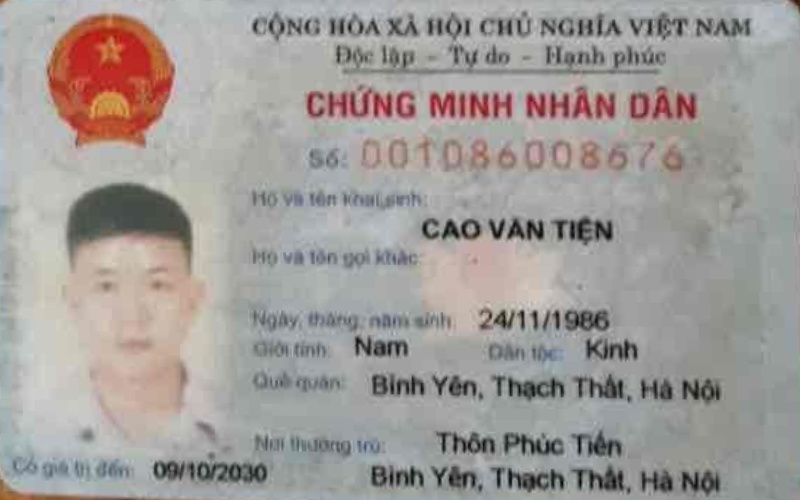 CỘNG HÒA XÃ HỘI CHỦ NGHĨA VIỆT NAM
Độc lập - Tự do - Hạnh phúc
CHỨNG MINH NHÂN DÂN
Số: 001086008676
Họ và tên khai sinh:
CAO VĂN TIỆN
Họ và tên gọi khác:
Ngày, tháng, năm sinh: 24/11/1986
Giới tính: Nam Dân tộc: Kinh
Quê quán: Bình Yên, Thạch Thất, Hà Nội
Nơi thường trú: Thôn Phúc Tiến
Có giá trị đến: 09/10/2030 Bình Yên, Thạch Thất, Hà Nội